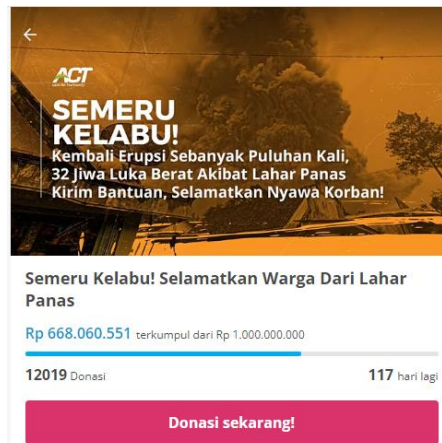 ACT
SEMERU
KELABU!
Kembali Erupsi Sebanyak Puluhan Kali,
32 Jiwa Luka Berat Akibat Lahar Panas
Kirim Bantuan, Selamatkan Nyawa Korban!
Semeru Kelabu! Selamatkan Warga Dari Lahar
Panas
Rp 668.060.551 terkumpul dari Rp 1.000.000.000
12019 Donasi 117 hari lagi
Donasi sekarang!